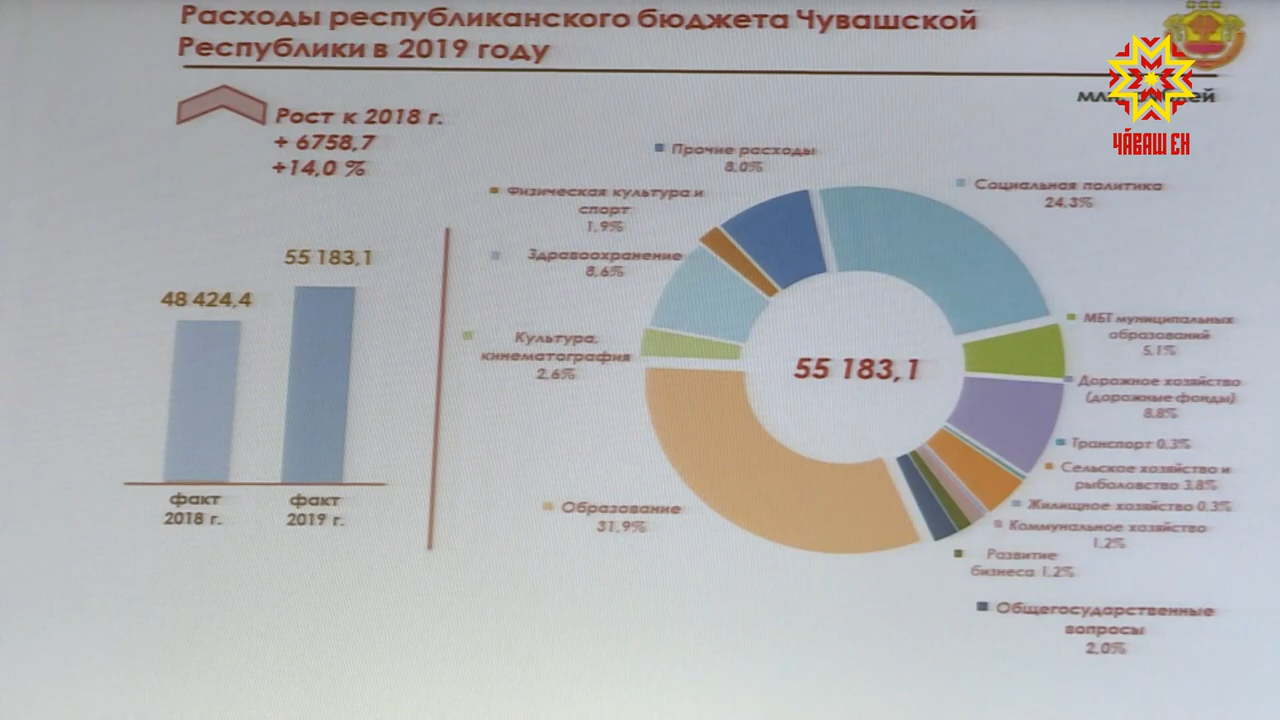 Расходы республиканского бюджета Чувашской
Республики в 2019 году
ЧӐВАШ ЕН
Рост к 2018 г.
+ 6758,7
+14,0 %
48 424,4
55 183,1
факт
2018 г.
факт
2019 г.
Прочие расходы
8,0%
Физическая культура и
спорт
1,9%
Здравоохранение
8,6%
Культура,
кинематография
2,6%
Образование
31,9%
55 183,1
Социальная политика
24,3%
МБТ муниципальных
образований
5,1%
Дорожное хозяйство
(дорожные фонды)
8,8%
Транспорт 0,3%
Сельское хозяйство и
рыболовство 3,8%
Жилищное хозяйство 0,3%
Коммунальное хозяйство
1,2%
Развитие
бизнеса 1,2%
Общегосударственные
вопросы
2,0%